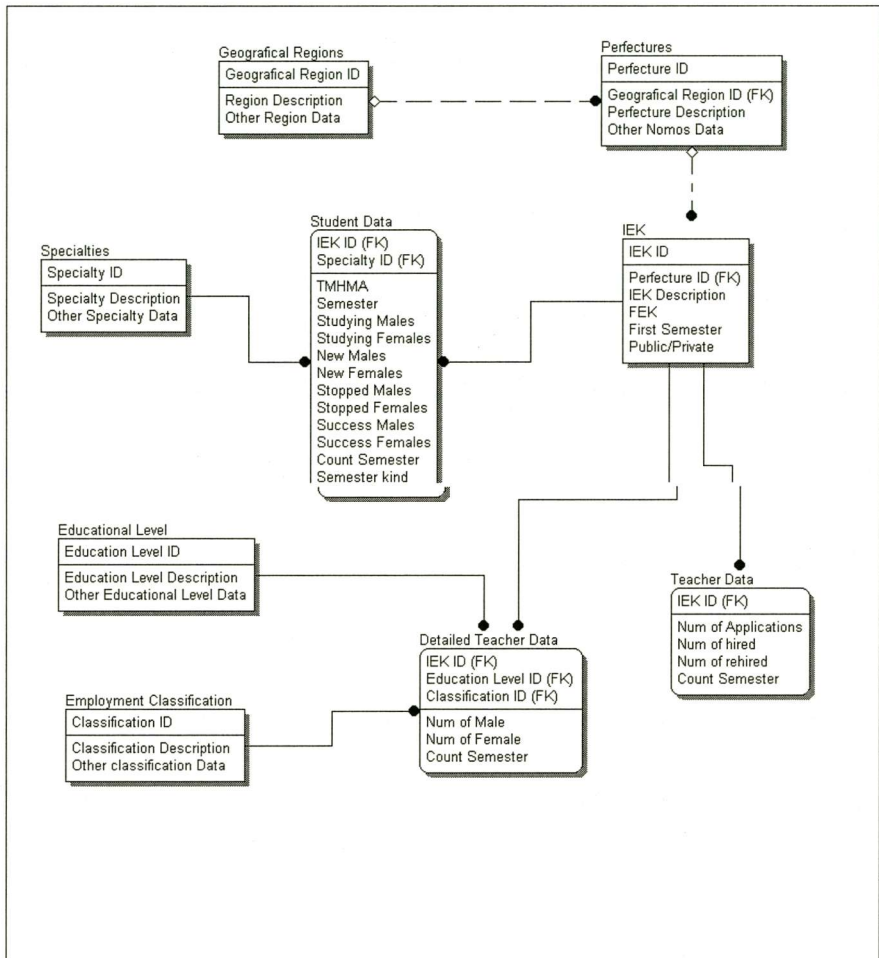 Geografical Regions
Geografical Region ID
Region Description
Other Region Data
Perfectures
Perfecture ID
Geografical Region ID (FK)
Perfecture Description
Other Nomos Data
Specialties
Specialty ID
Specialty Description
Other Specialty Data
Student Data
IEK ID (FK)
Specialty ID (FK)
TMHMA
Semester
Studying Males
Studying Females
New Males
New Females
Stopped Males
Stopped Females
Success Males
Success Females
Count Semester
Semester kind
IEK
IEK ID
Perfecture ID (FK)
IEK Description
FEK
First Semester
Public/Private
Educational Level
Education Level ID
Education Level Description
Other Educational Level Data
Teacher Data
IEK ID (FK)
Num of Applications
Num of hired
Num of rehired
Count Semester
Detailed Teacher Data
IEK ID (FK)
Education Level ID (FK)
Classification ID (FK)
Num of Male
Num of Female
Count Semester
Employment Classification
Classification ID
Classification Description
Other classification Data